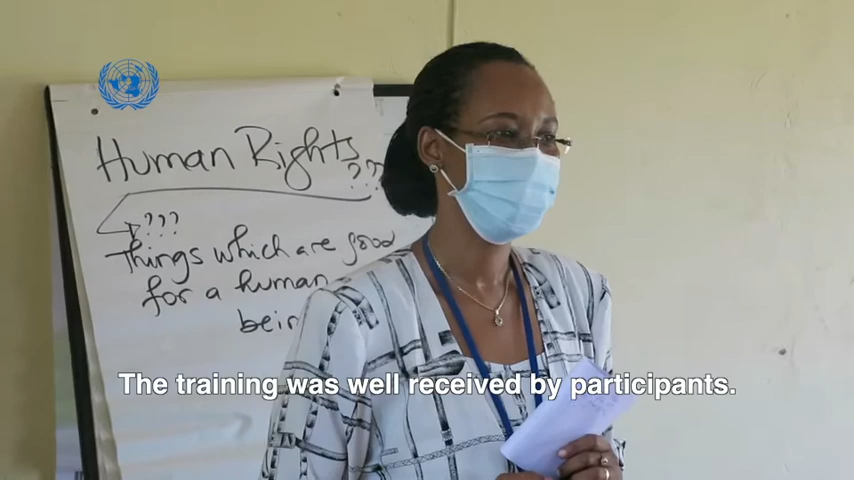 Human Rights
???
???
Things which are good
for a human
bein
The training was well received by participants.